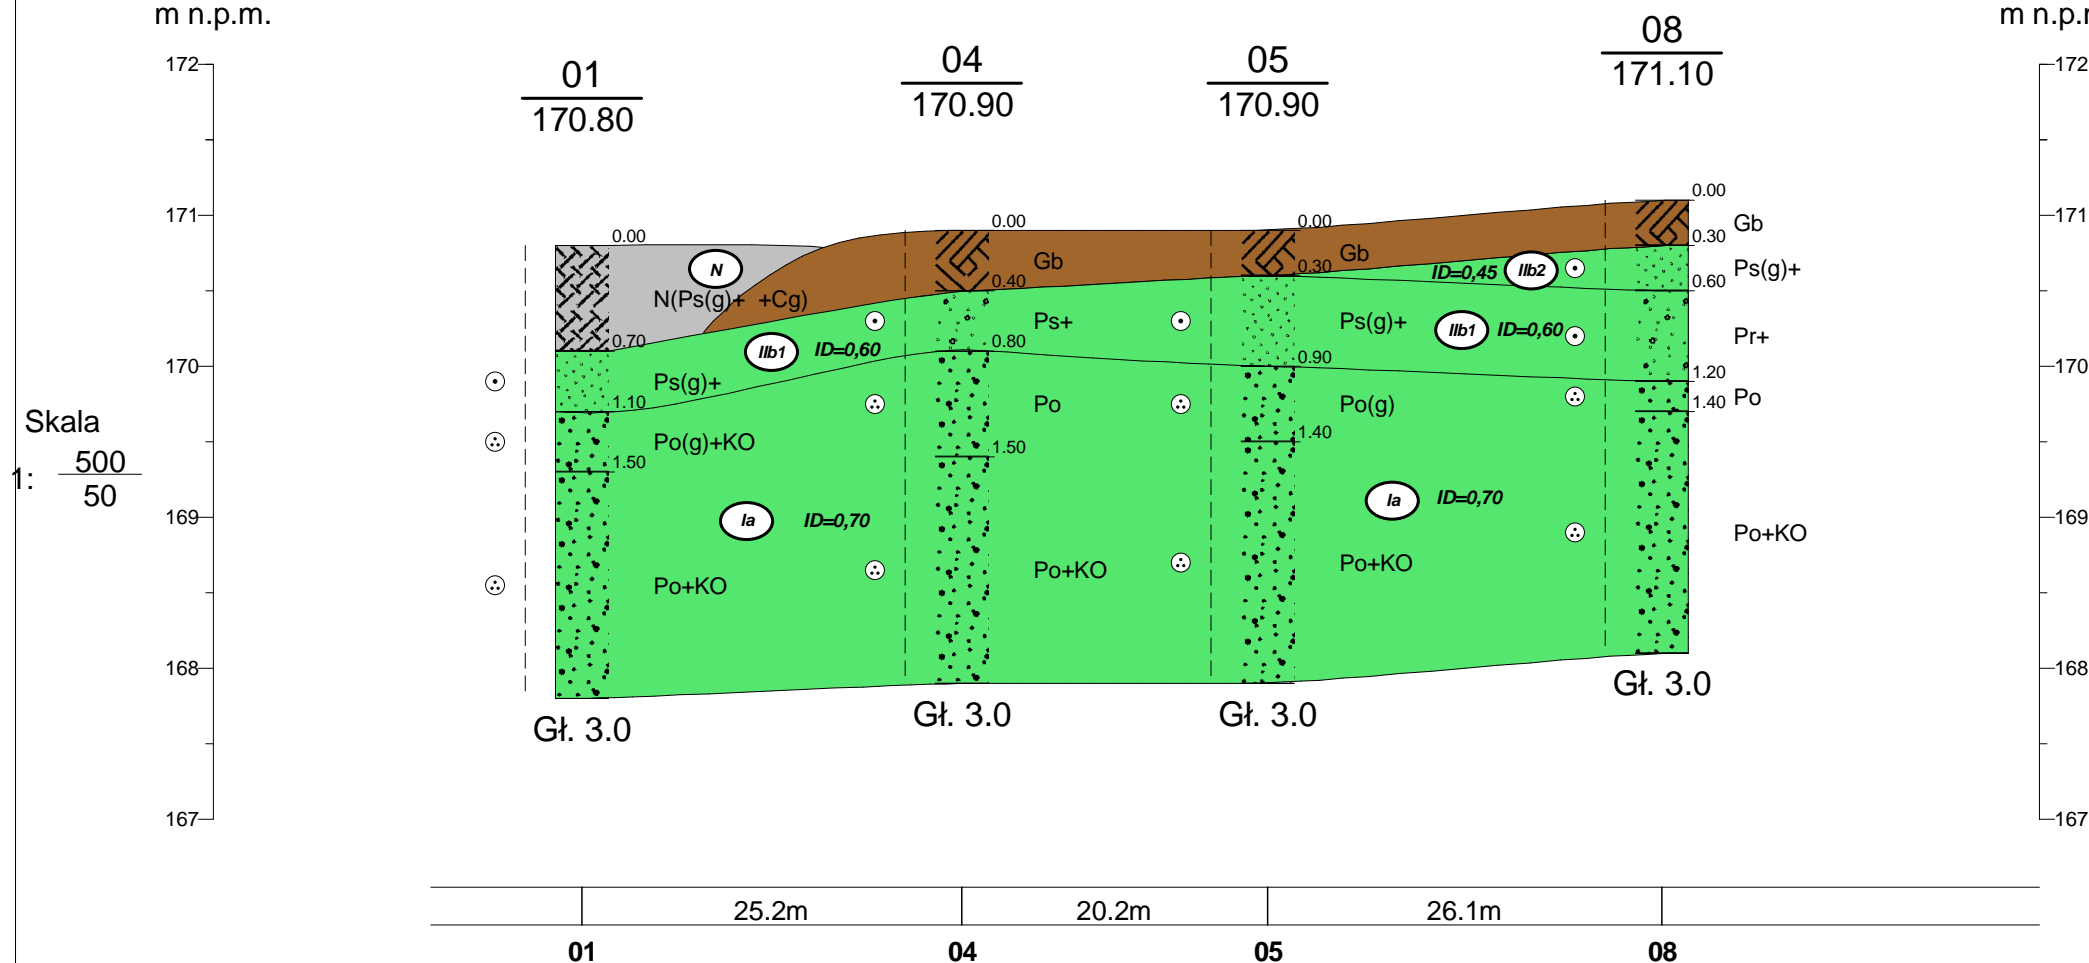 m n.p.m.
m n.p.r
01
170.80
04
170.90
05
170.90
08
171.10
172
171
170
169
168
167
172
171
170
169
168
167
Skala
1: 500
50
0.00
N
N(Ps(g)+ +Cg)
0.70
Ps(g)+
1.10
Po(g)+KO
1.50
Po+KO
IIb1 ID=0,60
Ia ID=0,70
Gł. 3.0
0.00
Gb
0.40
Ps+
0.80
Po
1.50
Po+KO
Gł. 3.0
0.00
Gb
0.30
Ps(g)+
0.90
Po(g)
1.40
Po+KO
ID=0,45 IIb2
IIb1 ID=0,60
Ia ID=0,70
Gł. 3.0
0.00
Gb
0.30
Ps(g)+
0.60
Pr+
1.20
Po
1.40
Po+KO
Gł. 3.0
25.2m 20.2m 26.1m
01 04 05 08